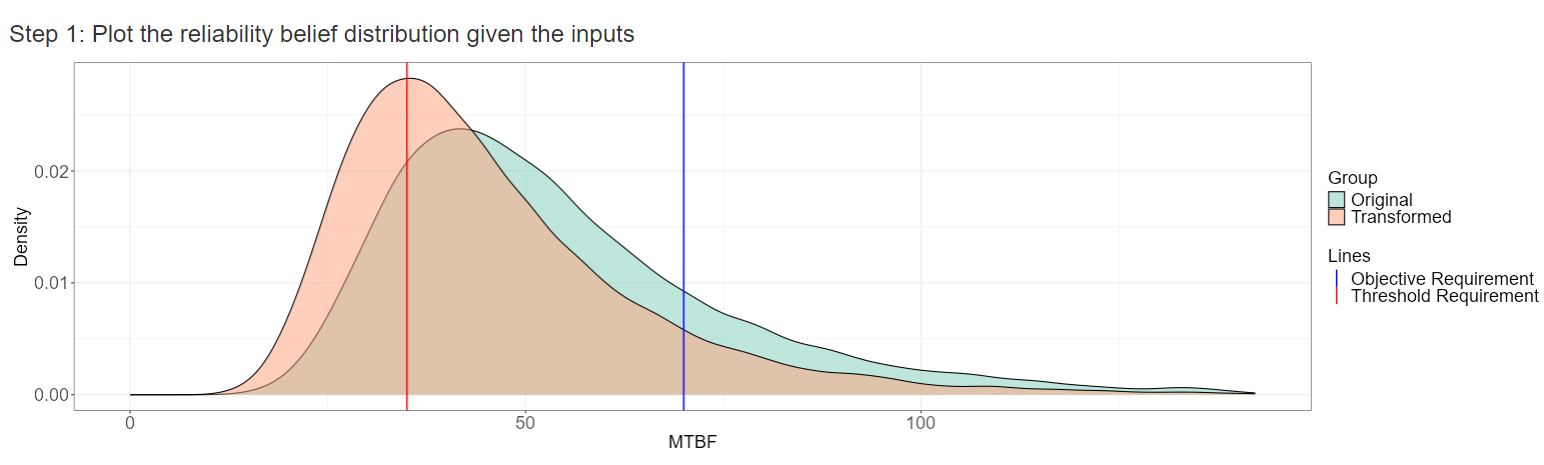 Step 1: Plot the reliability belief distribution given the inputs
Density
0.02
0.01
0.00
0
50
100
MTBF
Group
Original
Transformed
Lines
Objective Requirement
Threshold Requirement